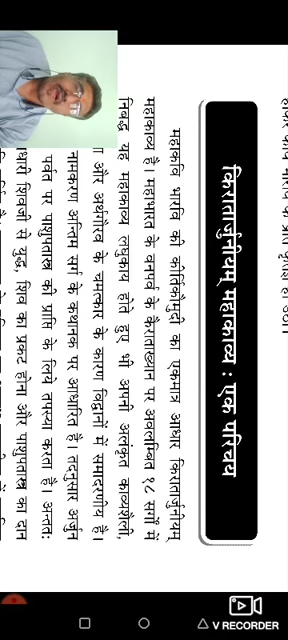 किरातार्जुनीयम् महाकाव्य : एक परिचय
महाकवि भारवि की कीर्तिकौमुदी का एकमात्र आधार किरातार्जुनीयम्
महाकाव्य है। महाभारत के वनपर्व के कैराताख्यान पर अवलम्बित १८ सर्गों में
निबद्ध यह महाकाव्य लघुकाय होते हुए भी अपनी अलंकृत काव्यशैली,
और अर्थगौरव के चमत्कार के कारण विद्वानों में समादरणीय है।
नामकरण अन्तिम सर्ग के कथानक पर आधारित है। तदनुसार अर्जुन
पर्वत पर पाशुपतास्त्र की प्राप्ति के लिये तपस्या करता है। अन्ततः
धारी शिवजी से युद्ध, शिव का प्रकट होना और पाशुपतास्त्र का दान
V RECORDER